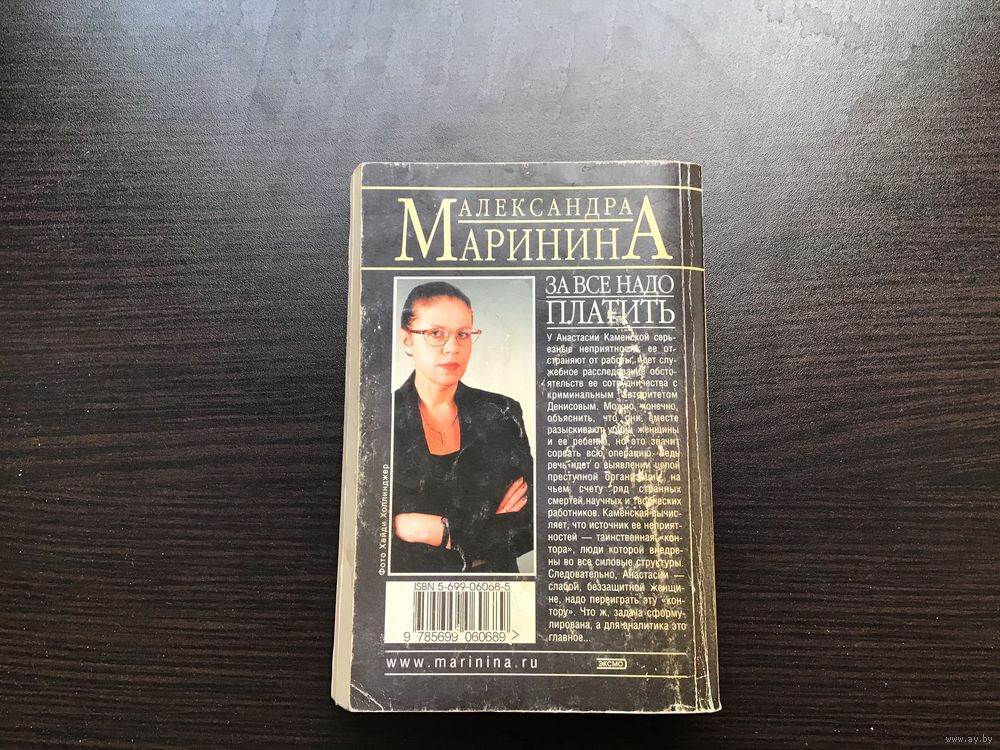 АЛЕКСАНДРА
МАРИНИНА
ЗА ВСЕ НАДО
ПЛАТИТЬ
У Анастасии Каменской серь-
езные неприятности: ее от-
страняют от работы. Идет слу-
жебное расследование обсто-
ятельств ее сотрудничества с
криминальным авторитетом
Денисовым. Можно, конечно,
объяснить, что они вместе
разыскивают убийц женщины
и ее ребенка, но это значит
сорвать всю операцию. Ведь
речь идет о выявлении целой
преступной организации, на
чьем счету ряд странных
смертей научных и творческих
работников. Каменская вычис-
ляет, что источник ее неприят-
ностей — таинственная «кон-
тора», люди которой внедре-
ны во все силовые структуры.
Следовательно, Анастасии —
слабой, беззащитной женщи-
не, надо переиграть эту «кон-
тору». Что ж, задача сформу-
лирована, а для аналитика это
главное...
Фото Хайди Холлинджер
ISBN 5-699-06068-5
9 785699 060689 >
www.marinina.ru
ЭКСМО
www.ay.by